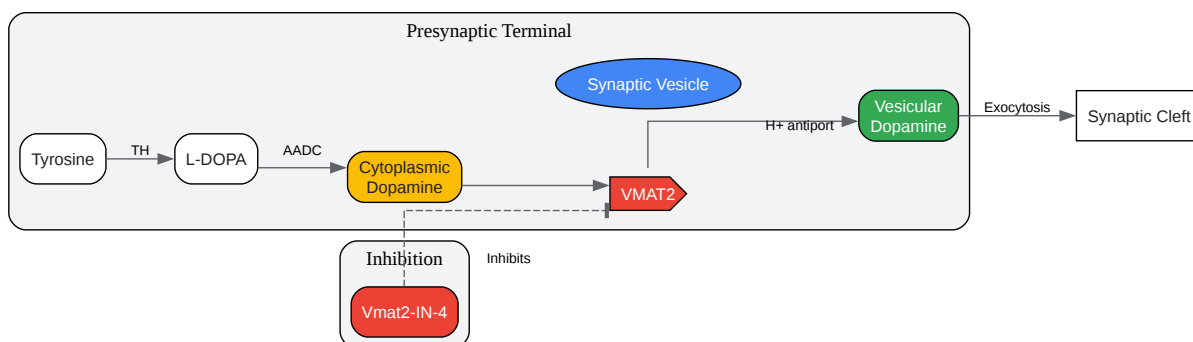 Presynaptic Terminal
Synaptic Vesicle
Vesicular
Dopamine
Exocytosis
Synaptic Cleft
H+ antiport
Tyrosine
TH
L-DOPA
AADC
Cytoplasmic
Dopamine
VMAT2
Inhibition
Inhibits
Vmat2-IN-4